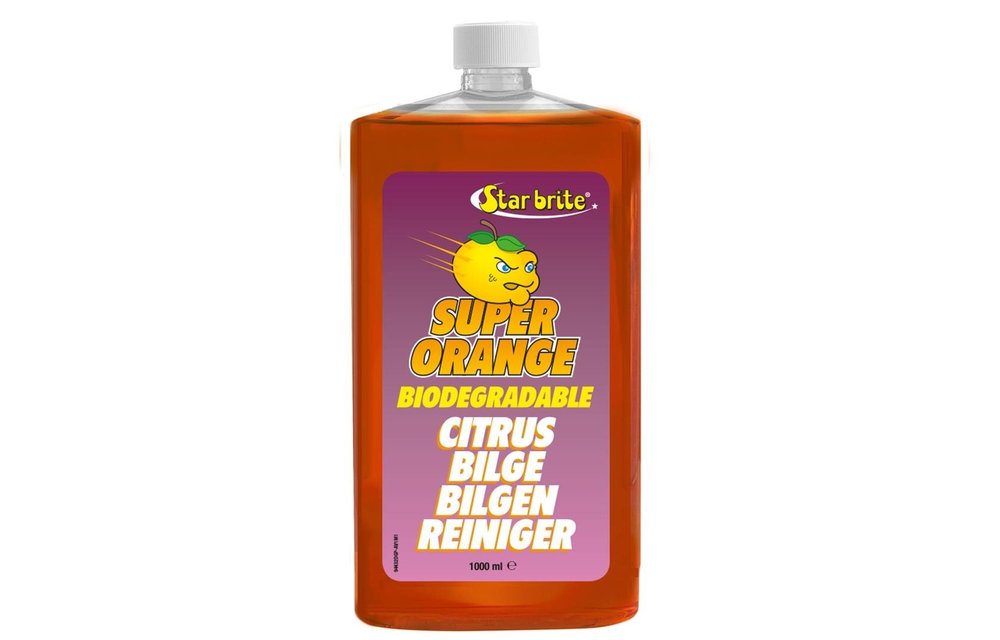 Star brite®
SUPER
ORANGE
BIODEGRADABLE
CITRUS
BILGE
BILGEN
REINIGER
1000 ml ℮